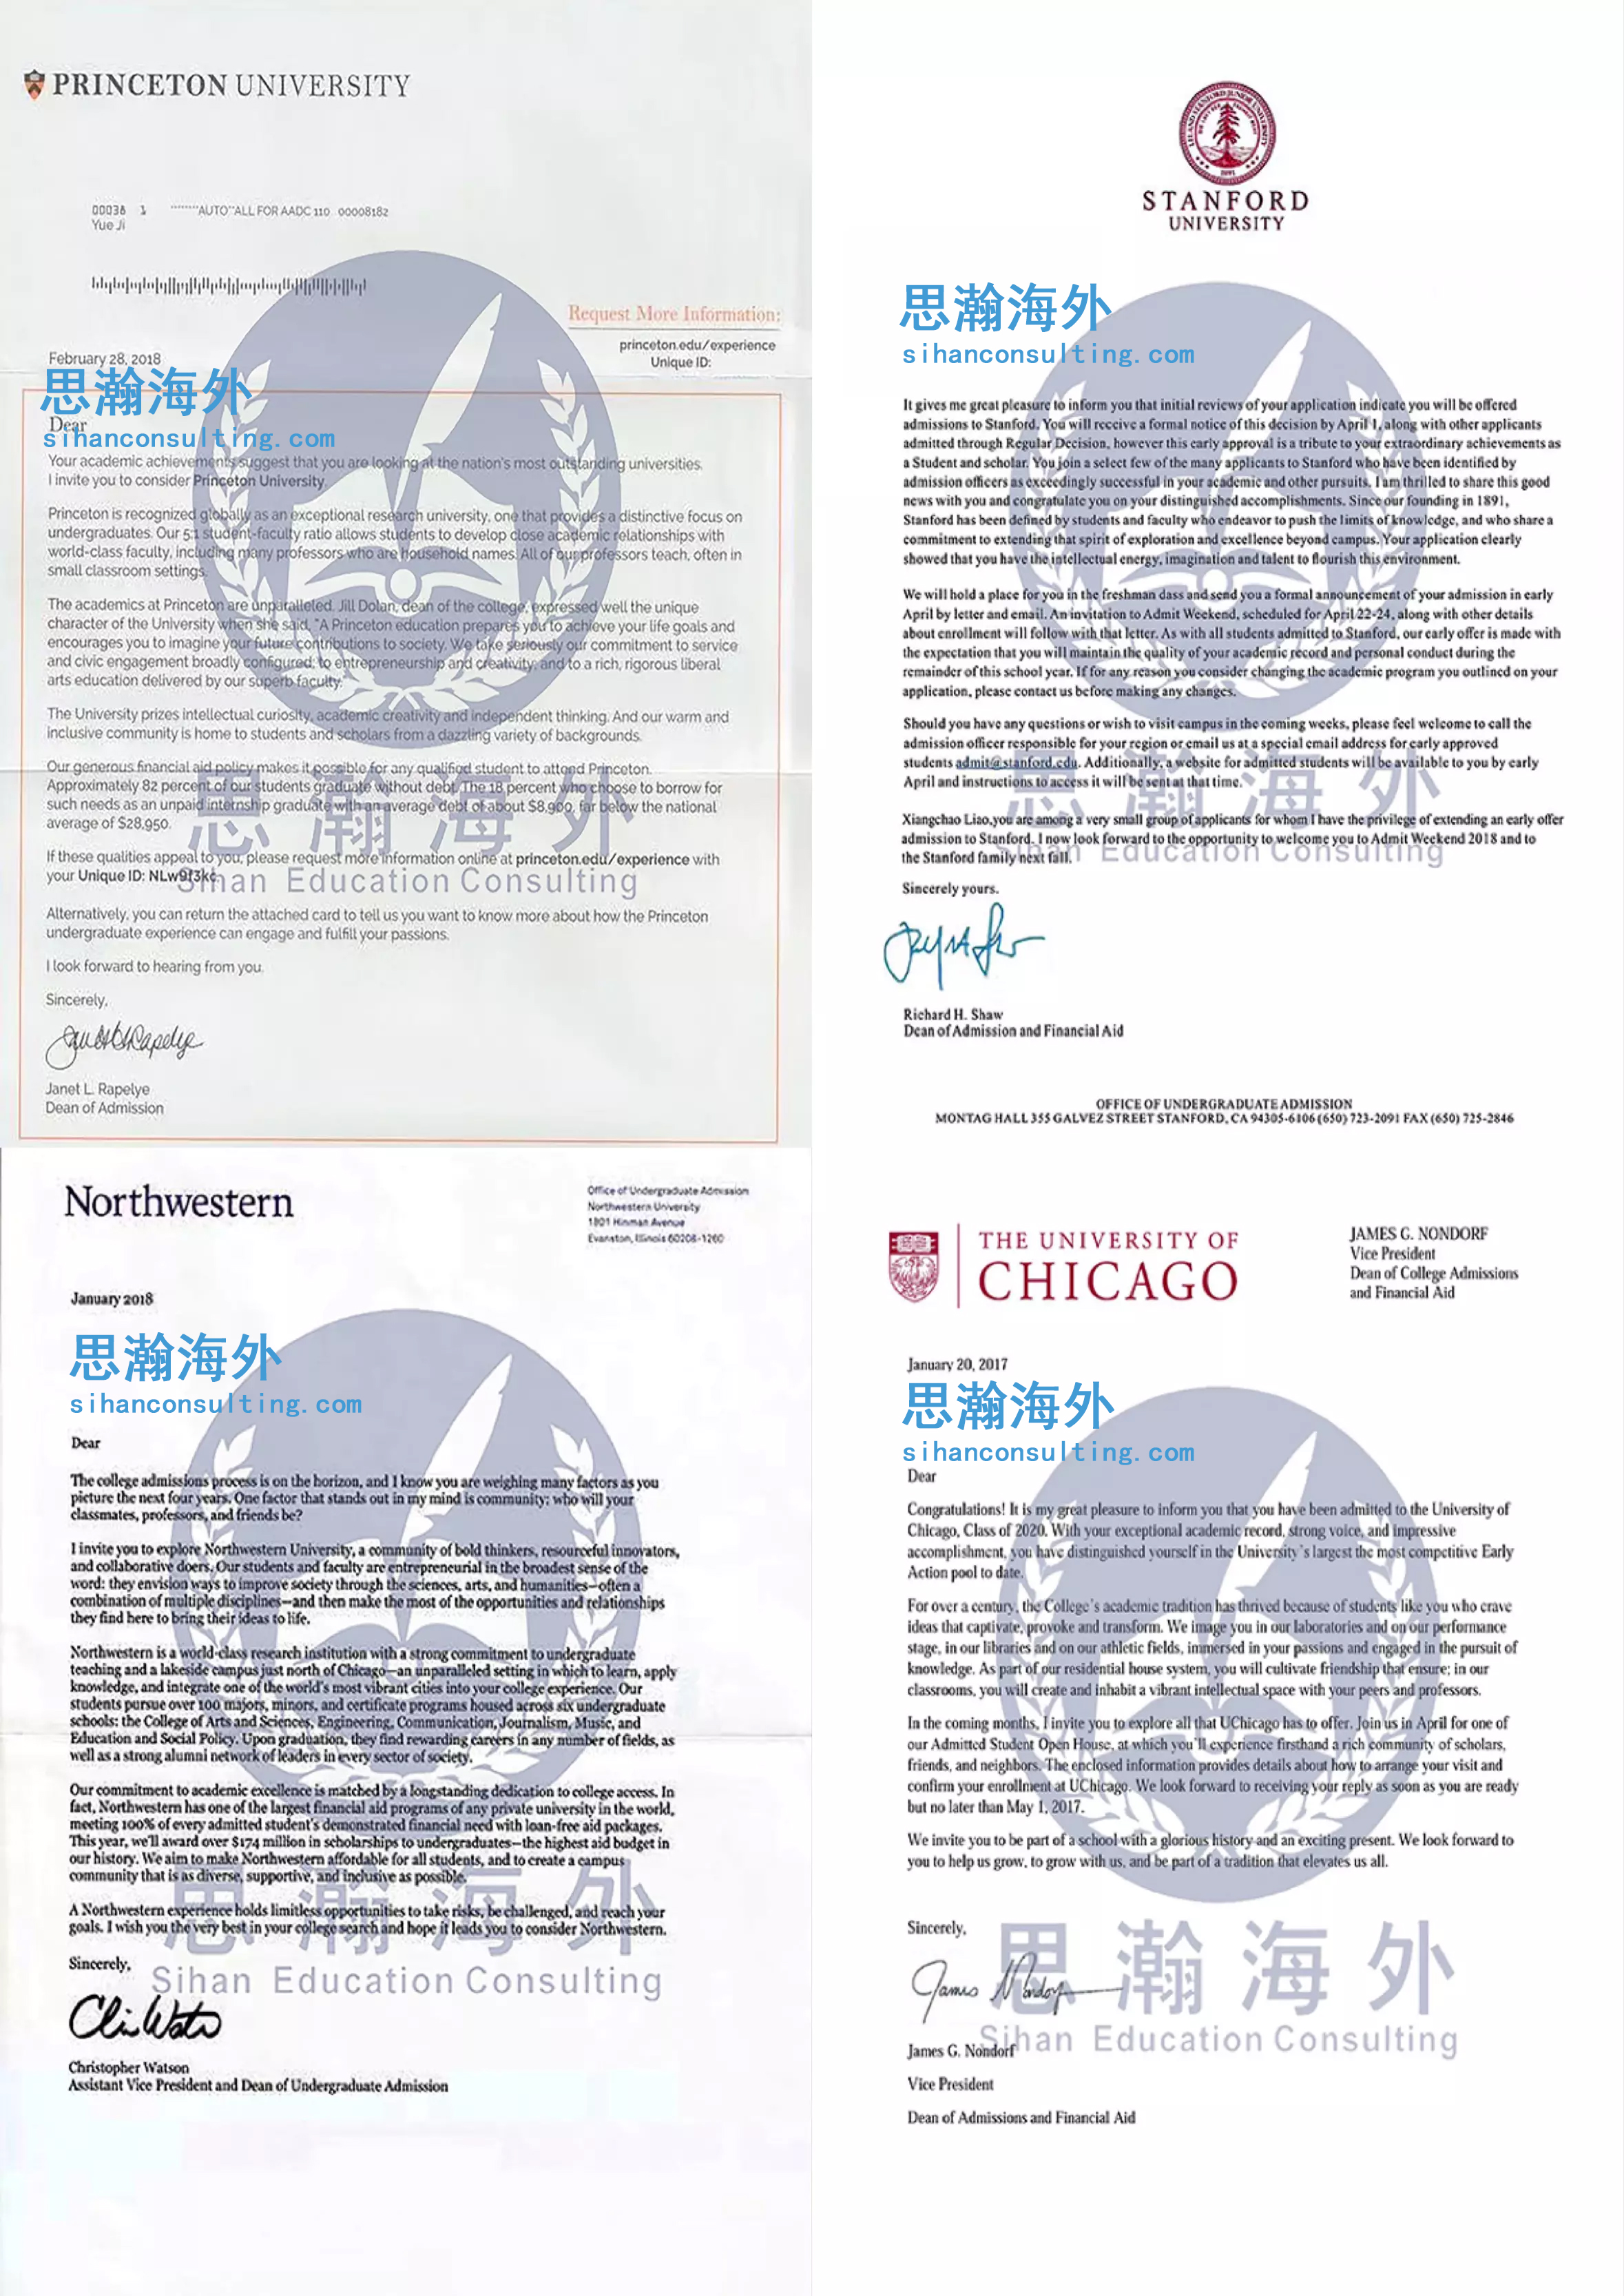 PRINCETON UNIVERSITY
00038 1 ********AUTO**ALL FOR AADC 110 00008182
Yue Ji
Request More Information:
princeton.edu/experience
Unique ID:
February 28, 2018
思瀚海外
sihanconsulting.com
Dear
Your academic achievements suggest that you are looking at the nation's most outstanding universities.
I invite you to consider Princeton University.
Princeton is recognized globally as an exceptional research university, one that provides a distinctive focus on
undergraduates. Our 5:1 student-faculty ratio allows students to develop close academic relationships with
world-class faculty, including many professors who are household names. All of our professors teach, often in
small classroom settings.
The academics at Princeton are unparalleled. Jill Dolan, dean of the college, expressed well the unique
character of the University when she said, "A Princeton education prepares you to achieve your life goals and
encourages you to imagine your future contributions to society. We take seriously our commitment to service
and civic engagement broadly configured; to entrepreneurship and creativity; and to a rich, rigorous liberal
arts education delivered by our superb faculty."
The University prizes intellectual curiosity, academic creativity and independent thinking. And our warm and
inclusive community is home to students and scholars from a dazzling variety of backgrounds.
Our generous financial aid policy makes it possible for any qualified student to attend Princeton.
Approximately 82 percent of our students graduate without debt. The 18 percent who choose to borrow for
such needs as an unpaid internship graduate with an average debt of about $8,900, far below the national
average of $28,950.
If these qualities appeal to you, please request more information online at princeton.edu/experience with
your Unique ID: NLw9f3kc.
Alternatively, you can return the attached card to tell us you want to know more about how the Princeton
undergraduate experience can engage and fulfill your passions.
I look forward to hearing from you.
Sincerely,
Janet L. Rapelye
Dean of Admission
思瀚海外
Sihan Education Consulting
STANFORD
UNIVERSITY
思瀚海外
sihanconsulting.com
It gives me great pleasure to inform you that initial reviews of your application indicate you will be offered
admissions to Stanford. You will receive a formal notice of this decision by April 1, along with other applicants
admitted through Regular Decision, however this early approval is a tribute to your extraordinary achievements as
a Student and scholar. You join a select few of the many applicants to Stanford who have been identified by
admission officers as exceedingly successful in your academic and other pursuits. I am thrilled to share this good
news with you and congratulate you on your distinguished accomplishments. Since our founding in 1891,
Stanford has been defined by students and faculty who endeavor to push the limits of knowledge, and who share a
commitment to extending that spirit of exploration and excellence beyond campus. Your application clearly
showed that you have the intellectual energy, imagination and talent to flourish this environment.
We will hold a place for you in the freshman dass and send you a formal announcement of your admission in early
April by letter and email. An invitation to Admit Weekend, scheduled for April 22-24, along with other details
about enrollment will follow with that letter. As with all students admitted to Stanford, our early offer is made with
the expectation that you will maintain the quality of your academic record and personal conduct during the
remainder of this school year. If for any reason you consider changing the academic program you outlined on your
application, please contact us before making any changes.
Should you have any questions or wish to visit campus in the coming weeks, please feel welcome to call the
admission officer responsible for your region or email us at a special email address for early approved
students admit@stanford.edu. Additionally, a website for admitted students will be available to you by early
April and instructions to access it will be sent at that time.
Xiangchao Liao,you are among a very small group of applicants for whom I have the privilege of extending an early offer
admission to Stanford. I now look forward to the opportunity to welcome you to Admit Weekend 2018 and to
the Stanford family next fall.
Sincerely yours.
Richard H. Shaw
Dean of Admission and Financial Aid
OFFICE OF UNDERGRADUATE ADMISSION
MONTAG HALL 355 GALVEZ STREET STANFORD, CA 94305-6106 (650) 723-2091 FAX (650) 725-2846
思瀚海外
Sihan Education Consulting
Northwestern
Office of Undergraduate Admission
Northwestern University
1801 Hinman Avenue
Evanston, Illinois 60208-1260
January 2018
思瀚海外
sihanconsulting.com
Dear
The college admissions process is on the horizon, and I know you are weighing many factors as you
picture the next four years. One factor that stands out in my mind is community: who will your
classmates, professors, and friends be?
I invite you to explore Northwestern University, a community of bold thinkers, resourceful innovators,
and collaborative doers. Our students and faculty are entrepreneurial in the broadest sense of the
word: they envision ways to improve society through the sciences, arts, and humanities—often a
combination of multiple disciplines—and then make the most of the opportunities and relationships
they find here to bring their ideas to life.
Northwestern is a world-class research institution with a strong commitment to undergraduate
teaching and a lakeside campus just north of Chicago—an unparalleled setting in which to learn, apply
knowledge, and integrate one of the world's most vibrant cities into your college experience. Our
students pursue over 100 majors, minors, and certificate programs housed across six undergraduate
schools: the College of Arts and Sciences, Engineering, Communication, Journalism, Music, and
Education and Social Policy. Upon graduation, they find rewarding careers in any number of fields, as
well as a strong alumni network of leaders in every sector of society.
Our commitment to academic excellence is matched by a longstanding dedication to college access. In
fact, Northwestern has one of the largest financial aid programs of any private university in the world,
meeting 100% of every admitted student's demonstrated financial need with loan-free aid packages.
This year, we'll award over $174 million in scholarships to undergraduates—the highest aid budget in
our history. We aim to make Northwestern affordable for all students, and to create a campus
community that is as diverse, supportive, and inclusive as possible.
A Northwestern experience holds limitless opportunities to take risks, be challenged, and reach your
goals. I wish you the very best in your college search and hope it leads you to consider Northwestern.
Sincerely,
Christopher Watson
Assistant Vice President and Dean of Undergraduate Admission
思瀚海外
Sihan Education Consulting
THE UNIVERSITY OF
CHICAGO
JAMES G. NONDORF
Vice President
Dean of College Admissions
and Financial Aid
January 20, 2017
思瀚海外
sihanconsulting.com
Dear
Congratulations! It is my great pleasure to inform you that you have been admitted to the University of
Chicago, Class of 2020. With your exceptional academic record, strong voice, and impressive
accomplishment, you have distinguished yourself in the University's largest the most competitive Early
Action pool to date.
For over a century, the College's academic tradition has thrived because of students like you who crave
ideas that captivate, provoke and transform. We image you in our laboratories and on our performance
stage, in our libraries and on our athletic fields, immersed in your passions and engaged in the pursuit of
knowledge. As part of our residential house system, you will cultivate friendship that ensure; in our
classrooms, you will create and inhabit a vibrant intellectual space with your peers and professors.
In the coming months, I invite you to explore all that UChicago has to offer. Join us in April for one of
our Admitted Student Open House, at which you'll experience firsthand a rich community of scholars,
friends, and neighbors. The enclosed information provides details about how to arrange your visit and
confirm your enrollment at UChicago. We look forward to receiving your reply as soon as you are ready
but no later than May 1, 2017.
We invite you to be part of a school with a glorious history and an exciting present. We look forward to
you to help us grow, to grow with us, and be part of a tradition that elevates us all.
Sincerely,
James Nondorf
James G. Nondorf
Vice President
Dean of Admissions and Financial Aid
思瀚海外
Sihan Education Consulting